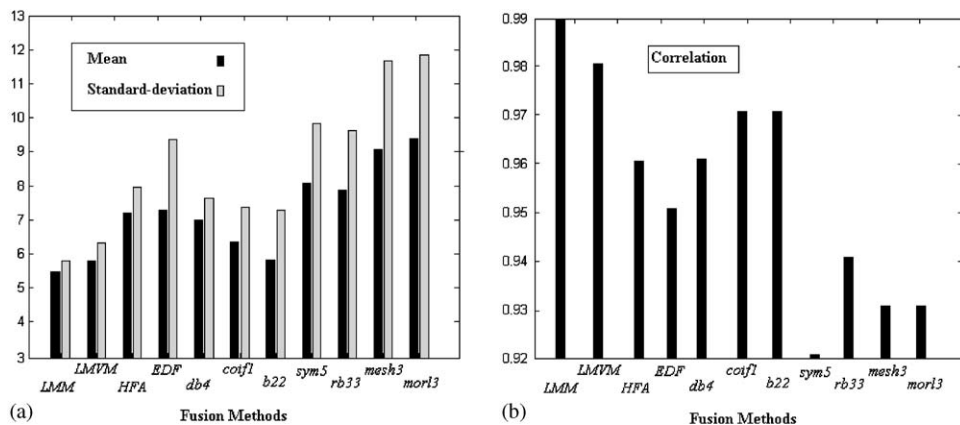 13
12
11
10
9
8
7
6
5
4
3
Mean
Standard-deviation
LMM LMVM HFA EDF db4 coif1 b22 sym5 rb33 mesh3 morl3
(a)
Fusion Methods
0.99
0.98
0.97
0.96
0.95
0.94
0.93
0.92
Correlation
LMM LMVM HFA EDF db4 coif1 b22 sym5 rb33 mesh3 morl3
(b)
Fusion Methods